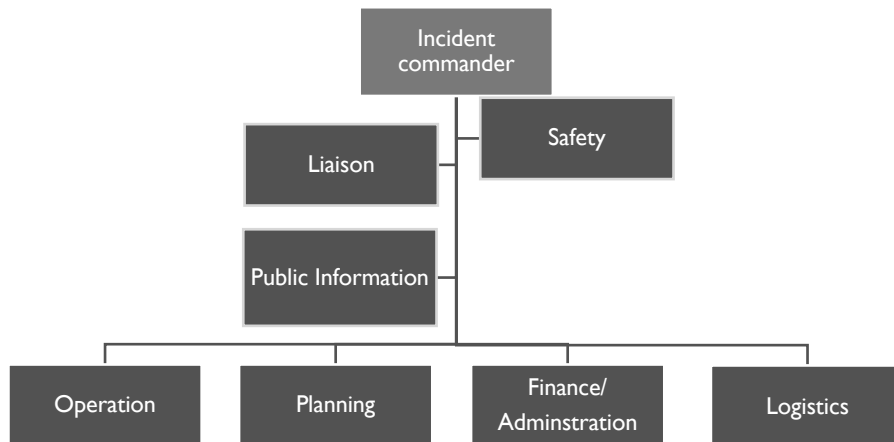 Incident
commander
Safety
Liaison
Public Information
Operation
Planning
Finance/
Adminstration
Logistics